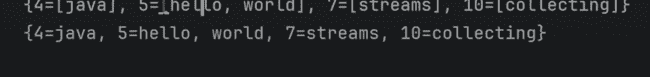 {4=[java], 5=[hello, world], 7=[streams], 10=[collecting]}
{4=java, 5=hello, world, 7=streams, 10=collecting}